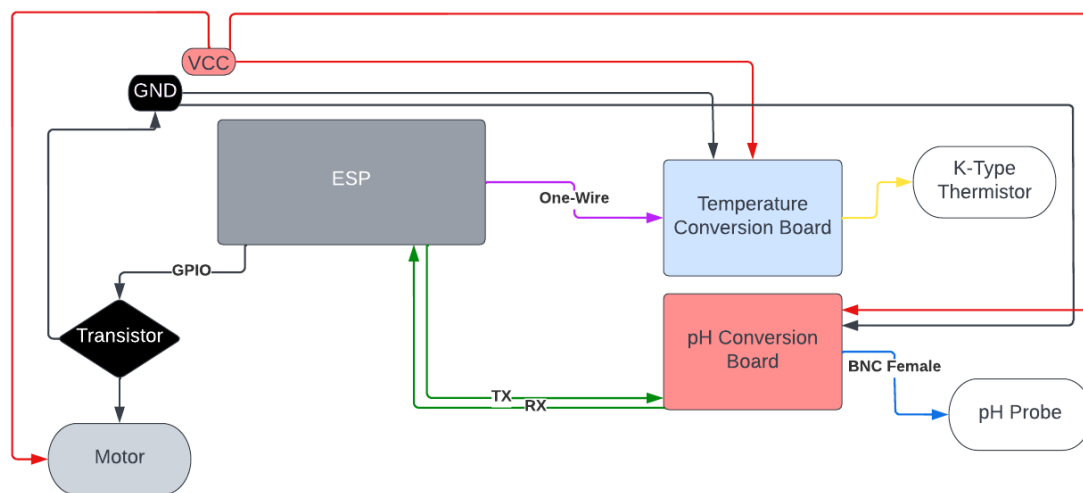 VCC
GND
ESP
K-Type
Thermistor
One-Wire
Temperature
Conversion Board
GPIO
Transistor
pH Conversion
Board
BNC Female
TX
RX
pH Probe
Motor